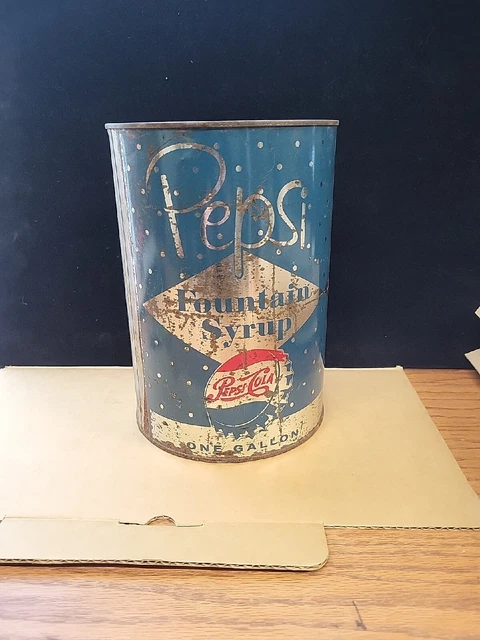 Pepsi
Fountain
Syrup
PEPSI-COLA
ONE GALLON